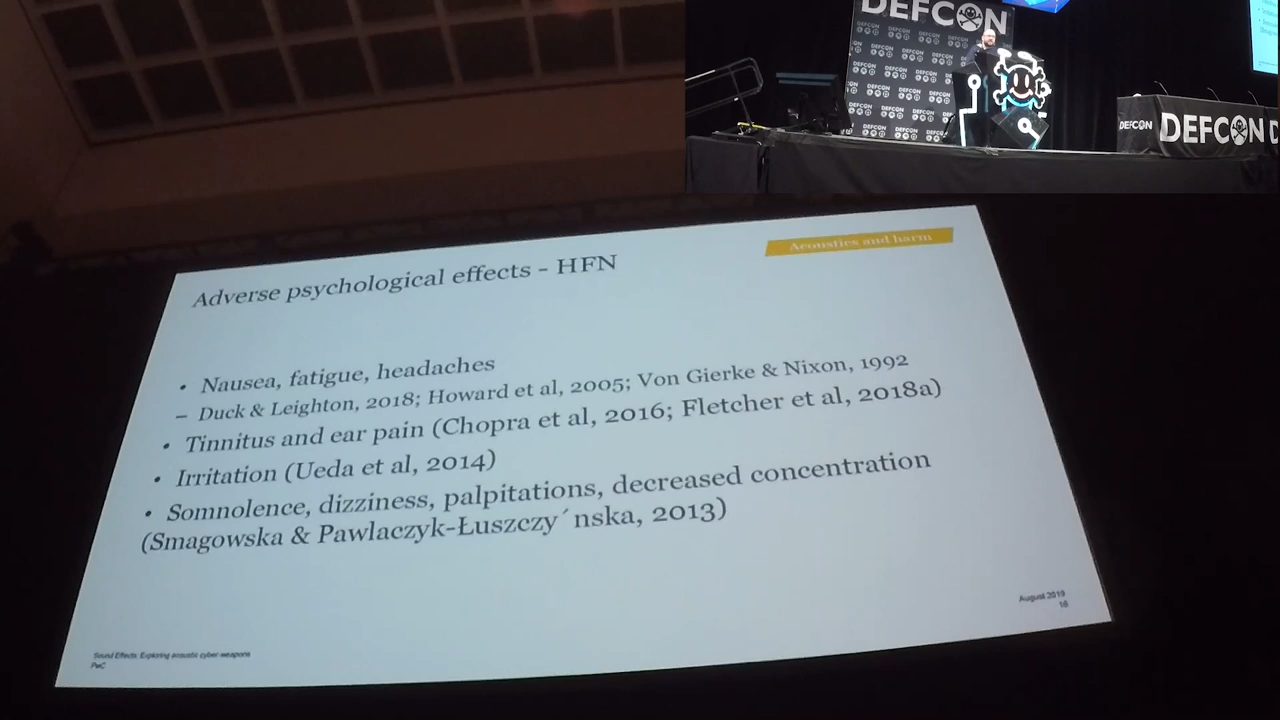 DEFCON
DEFCON
DEFCON
Acoustics and harm
Adverse psychological effects - HFN
• Nausea, fatigue, headaches
– Duck & Leighton, 2018; Howard et al, 2005; Von Gierke & Nixon, 1992
• Tinnitus and ear pain (Chopra et al, 2016; Fletcher et al, 2018a)
• Irritation (Ueda et al, 2014)
• Somnolence, dizziness, palpitations, decreased concentration
(Smagowska & Pawlaczyk-Łuszczy´nska, 2013)
August 2019
16
Sound Effects: Exploring acoustic cyber-weapons
PwC